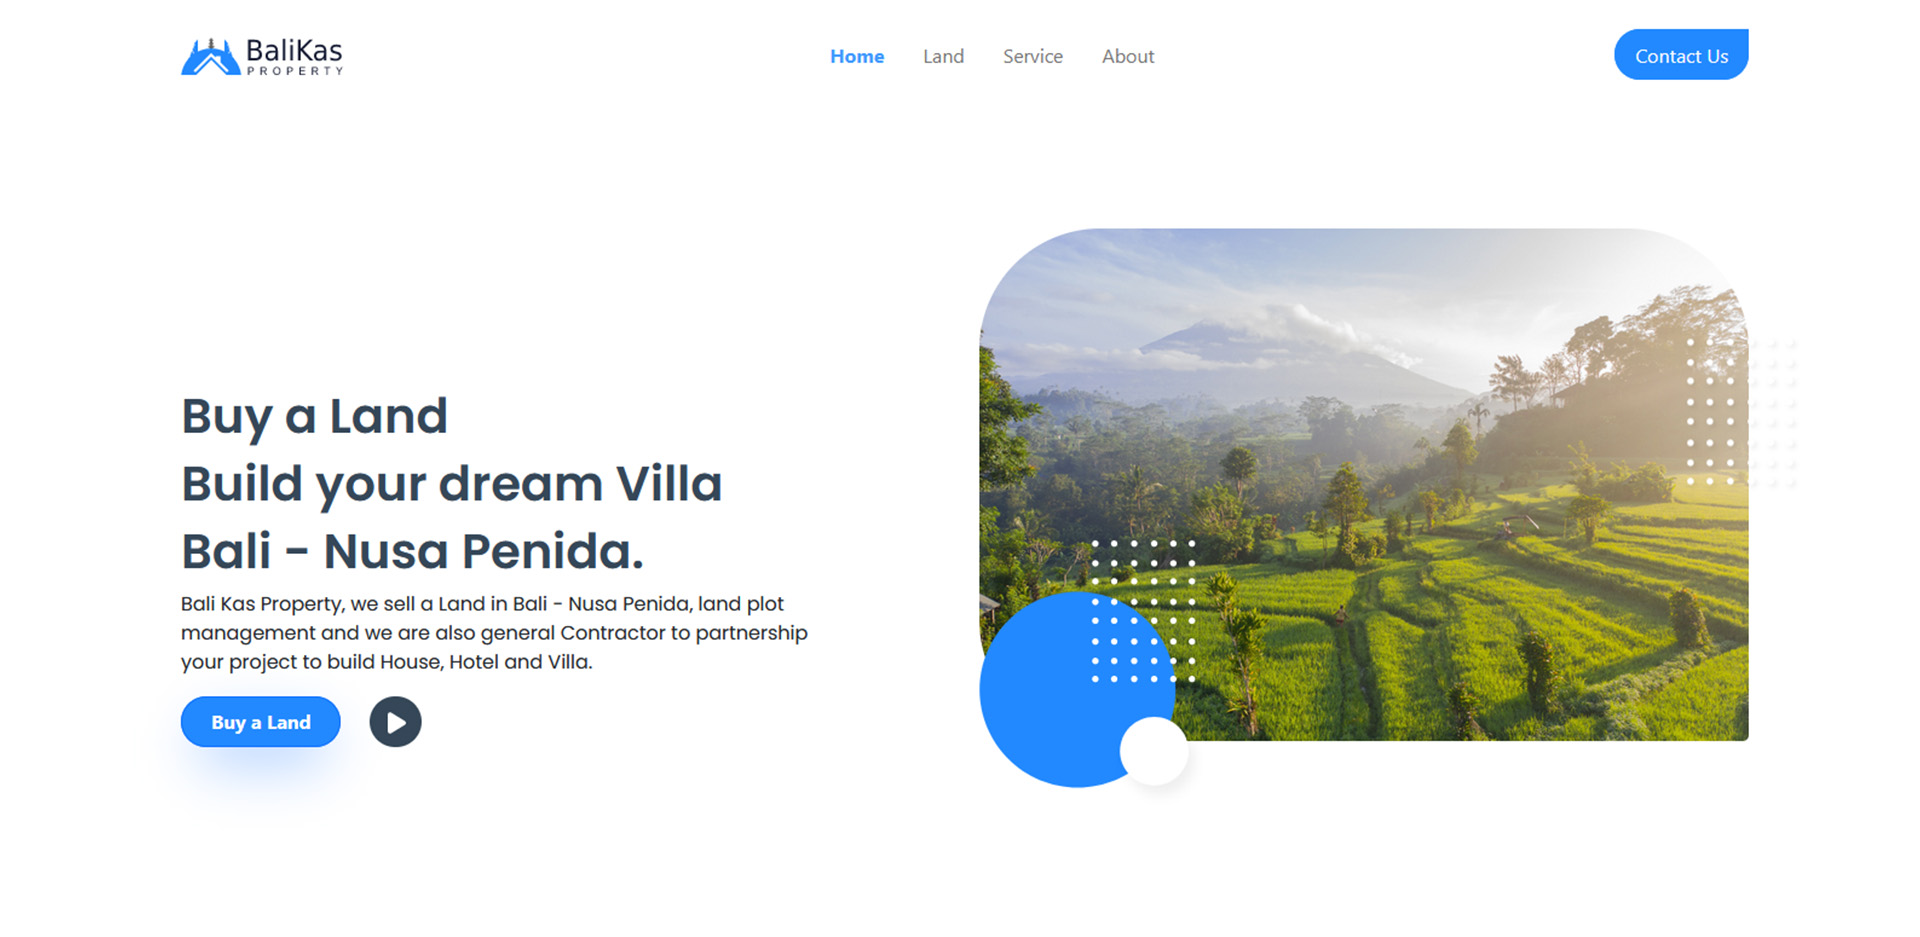 BaliKas
PROPERTY
Home
Land
Service
About
Contact Us
Buy a Land
Build your dream Villa
Bali - Nusa Penida.
Bali Kas Property, we sell a Land in Bali - Nusa Penida, land plot
management and we are also general Contractor to partnership
your project to build House, Hotel and Villa.
Buy a Land